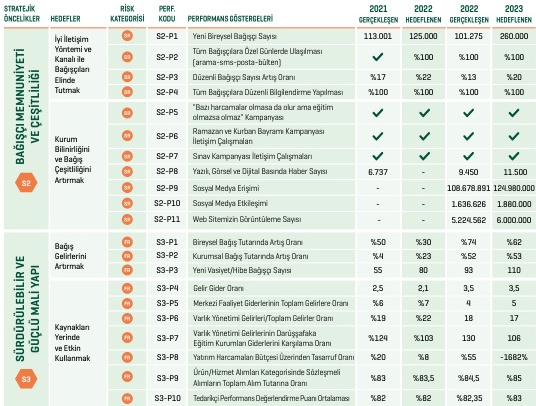 STRATEJİK ÖNCELİKLER HEDEFLER RİSK KATEGORİSİ PERF. KODU PERFORMANS GÖSTERGELERİ 2021 GERÇEKLEŞEN 2022 HEDEFLENEN 2022 GERÇEKLEŞEN 2023 HEDEFLENEN
BAĞIŞÇI MEMNUNİYETİ
VE ÇEŞİTLİLİĞİ
S2
İyi İletişim
Yöntemi ve
Kanalı ile
Bağışçıları
Elinde
Tutmak
SR S2-P1 Yeni Bireysel Bağışçı Sayısı 113.001 125.000 101.275 260.000
SR S2-P2 Tüm Bağışçılara Özel Günlerde Ulaşılması
(arama-sms-posta-bülten) ✓ %100 %100 %100
SR S2-P3 Düzenli Bağışçı Sayısı Artış Oranı %17 %22 %13 %20
SR S2-P4 Tüm Bağışçılara Düzenli Bilgilendirme Yapılması %100 %100 %100 %100
Kurum
Bilinirliğini
ve Bağış
Çeşitliliğini
Artırmak
SR S2-P5 "Bazı harcamalar olmasa da olur ama eğitim
olmazsa olmaz" Kampanyası ✓ ✓ ✓ ✓
SR S2-P6 Ramazan ve Kurban Bayramı Kampanyası
İletişim Çalışmaları ✓ ✓ ✓ ✓
SR S2-P7 Sınav Kampanyası İletişim Çalışmaları ✓ ✓ ✓ ✓
SR S2-P8 Yazılı, Görsel ve Dijital Basında Haber Sayısı 6.737 - 9.450 11.500
SR S2-P9 Sosyal Medya Erişimi - - 108.678.891 124.980.000
SR S2-P10 Sosyal Medya Etkileşimi - - 1.636.626 1.880.000
SR S2-P11 Web Sitemizin Görüntüleme Sayısı - - 5.224.562 6.000.000
SÜRDÜRÜLEBİLİR VE
GÜÇLÜ MALİ YAPI
S3
Bağış
Gelirlerini
Artırmak
FR S3-P1 Bireysel Bağış Tutarında Artış Oranı %50 %30 %74 %62
FR S3-P2 Kurumsal Bağış Tutarında Artış Oranı %4 %23 %52 %53
FR S3-P3 Yeni Vasiyet/Hibe Bağışçı Sayısı 55 80 93 110
Kaynakları
Yerinde
ve Etkin
Kullanmak
FR S3-P4 Gelir Gider Oranı 2,5 2,1 3,5 3,5
FR S3-P5 Merkezi Faaliyet Giderlerinin Toplam Gelirlere Oranı %6 %7 4 5
FR S3-P6 Varlık Yönetimi Gelirleri/Toplam Gelirler Oranı %19 %22 18 17
FR S3-P7 Varlık Yönetimi Gelirlerinin Darüşşafaka
Eğitim Kurumları Giderlerini Karşılama Oranı %124 %103 130 106
FR S3-P8 Yatırım Harcamaları Bütçesi Üzerinden Tasarruf Oranı %20 %8 %55 -1682%
FR S3-P9 Ürün/Hizmet Alımları Kategorisinde Sözleşmeli
Alımların Toplam Alım Tutarına Oranı %83 %83,5 %84,5 %85
FR S3-P10 Tedarikçi Performans Değerlendirme Puanı Ortalaması %82 %82 %82,35 %83